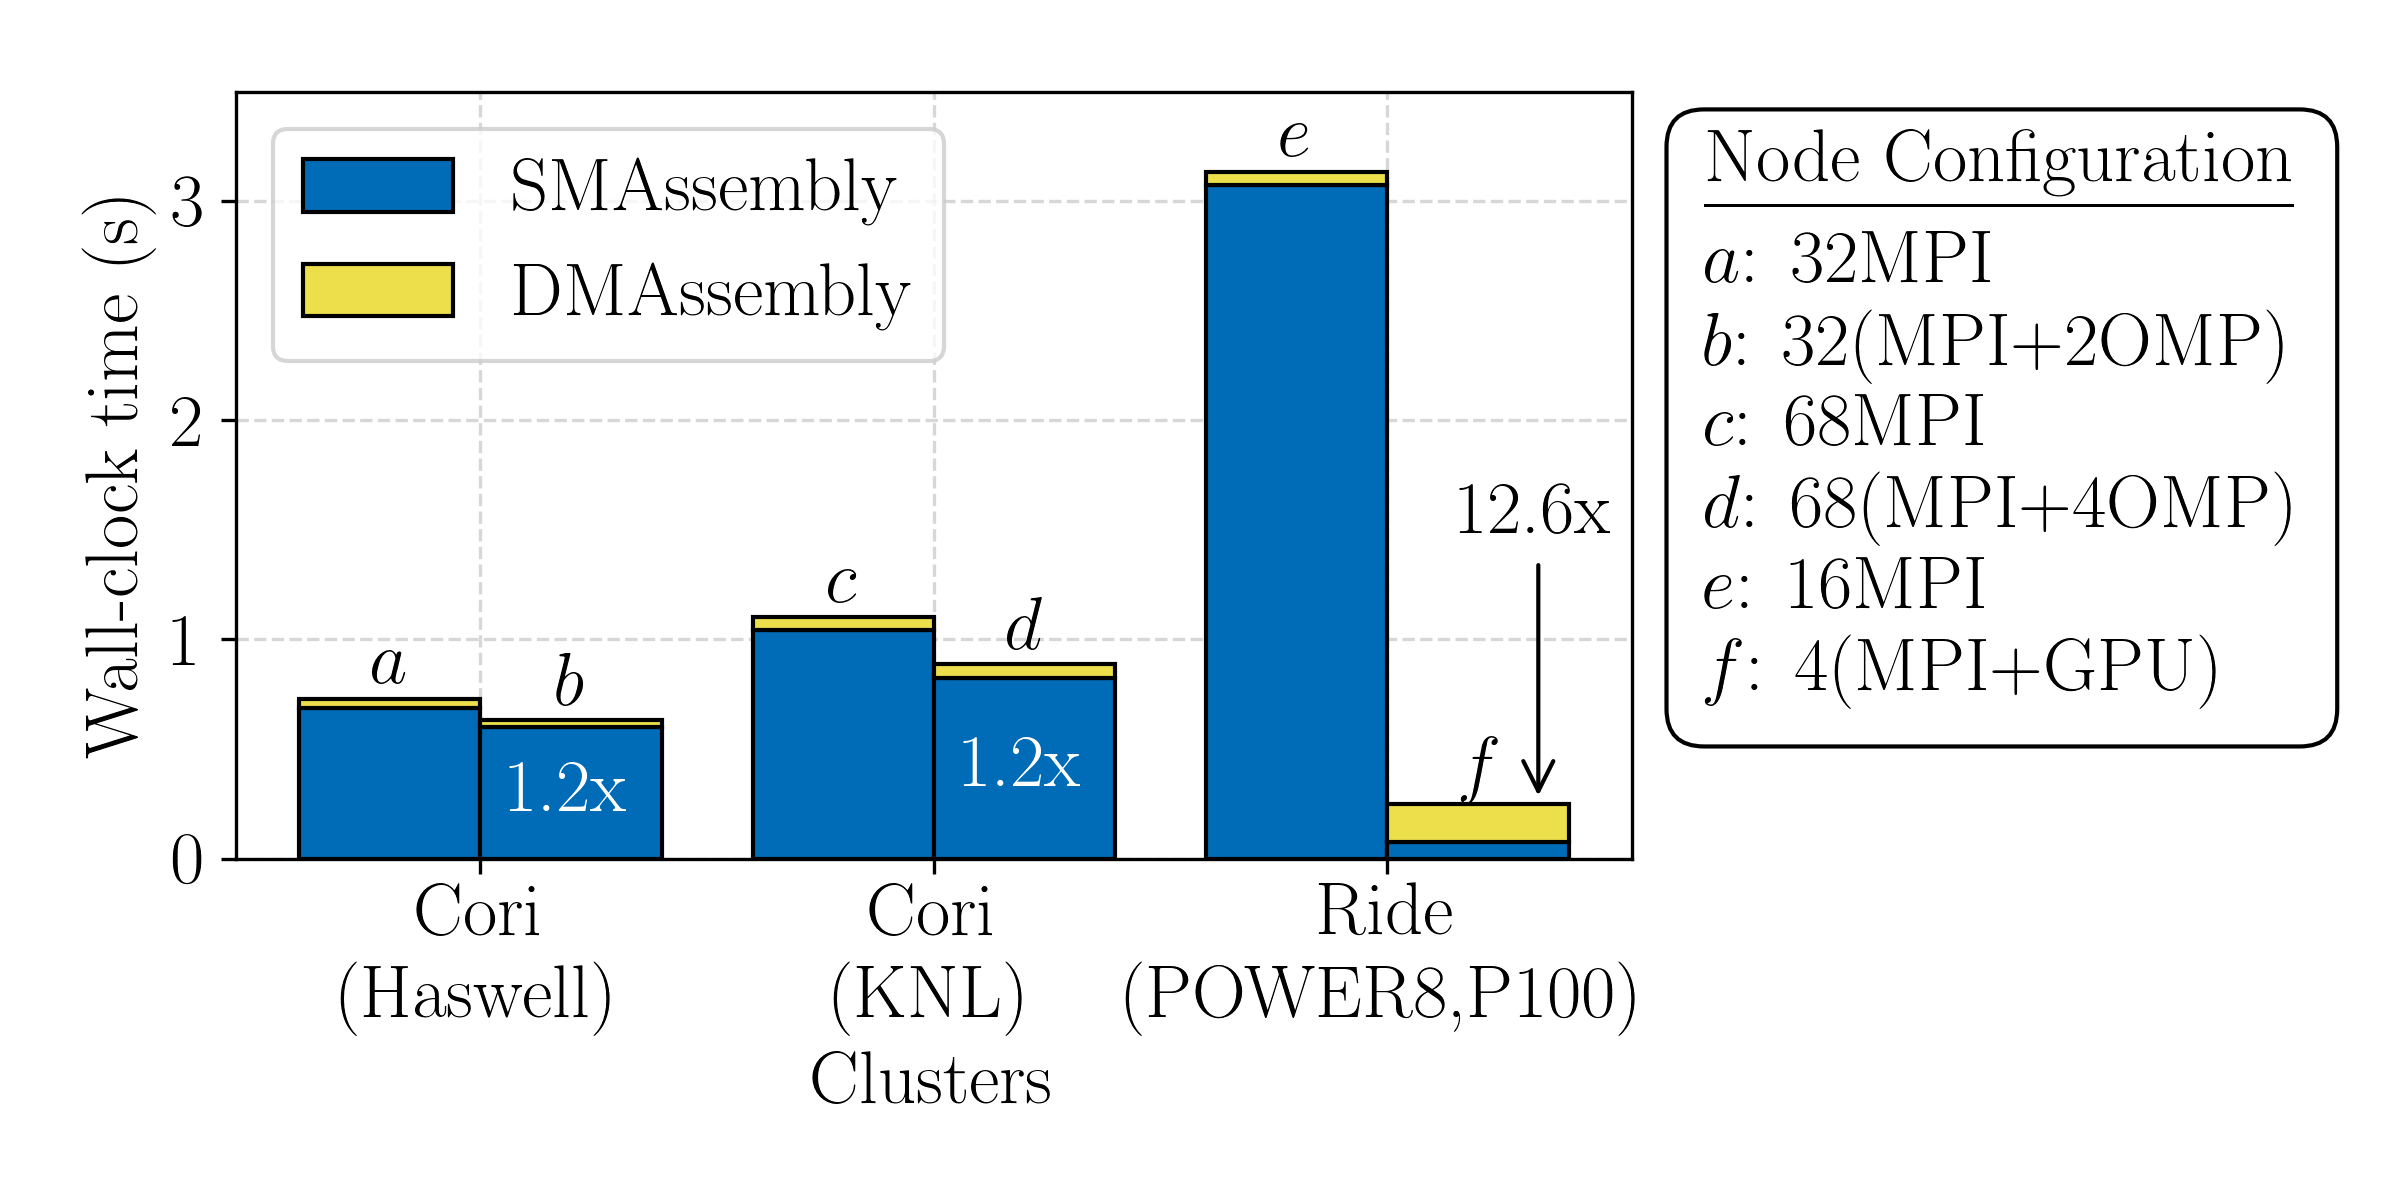 Wall-clock time (s)
3
2
1
0
SMAssembly
DMAssembly
a
b
1.2x
c
d
1.2x
e
12.6x
f
Cori
(Haswell)
Cori
(KNL)
Ride
(POWER8,P100)
Clusters
Node Configuration
a: 32MPI
b: 32(MPI+2OMP)
c: 68MPI
d: 68(MPI+4OMP)
e: 16MPI
f: 4(MPI+GPU)